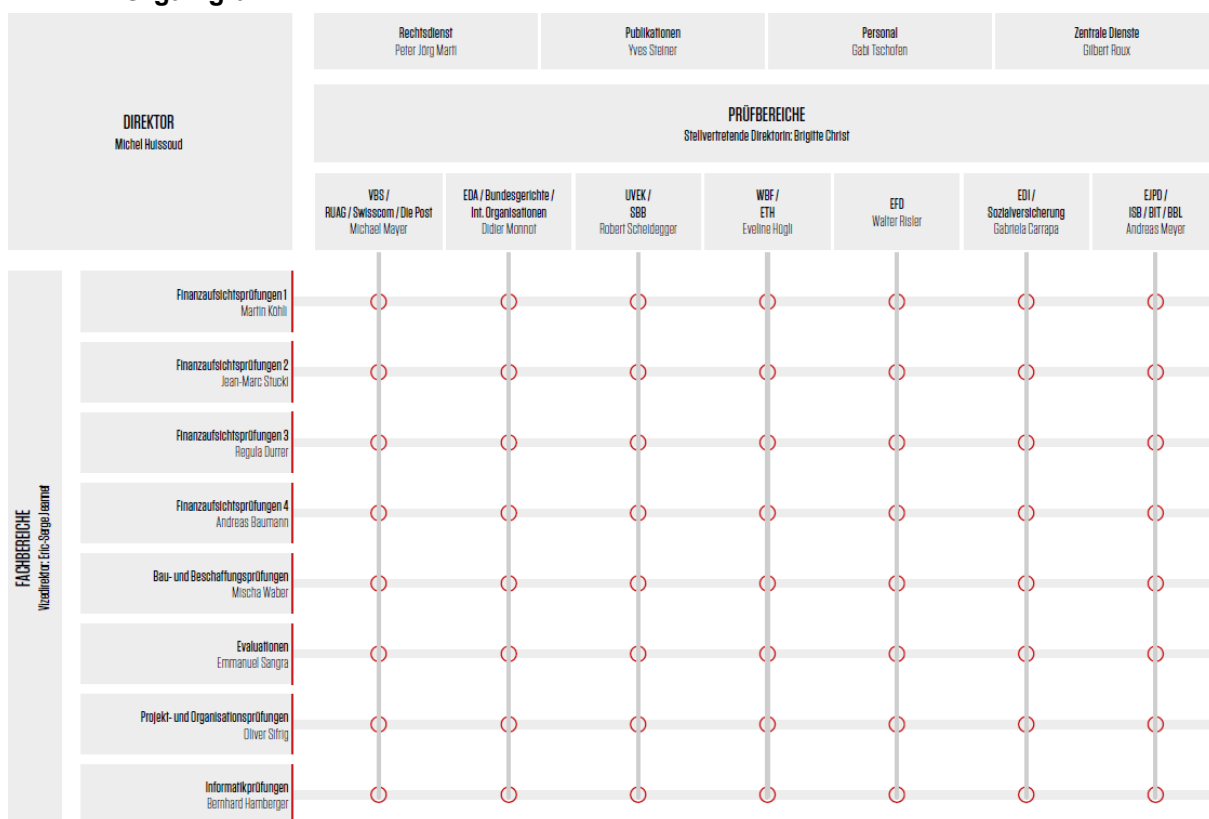 Rechtsdienst
Peter Jörg Marti
Publikationen
Yves Steiner
Personal
Gabi Tschofen
Zentrale Dienste
Gilbert Roux
DIREKTOR
Michel Huissoud
PRÜFBEREICHE
Stellvertretende Direktorin: Brigitte Christ
VBS /
RUAG / Swisscom / Die Post
Michael Mayer
EDA / Bundesgerichte /
Int. Organisationen
Didier Monnot
UVEK /
SBB
Robert Scheidegger
WBF /
ETH
Eveline Hügli
EFD
Walter Risler
EDI /
Sozialversicherung
Gabriela Carrapa
EJPD /
ISB / BIT / BBL
Andreas Meyer
FACHBEREICHE
Vizedirektor: Eric-Serge Jeannet
Finanzaufsichtsprüfungen 1
Martin Köhli
Finanzaufsichtsprüfungen 2
Jean-Marc Stucki
Finanzaufsichtsprüfungen 3
Regula Durrer
Finanzaufsichtsprüfungen 4
Andreas Baumann
Bau- und Beschaffungsprüfungen
Mischa Waber
Evaluationen
Emmanuel Sangra
Projekt- und Organisationsprüfungen
Oliver Sifrig
Informatikprüfungen
Bernhard Hamberger